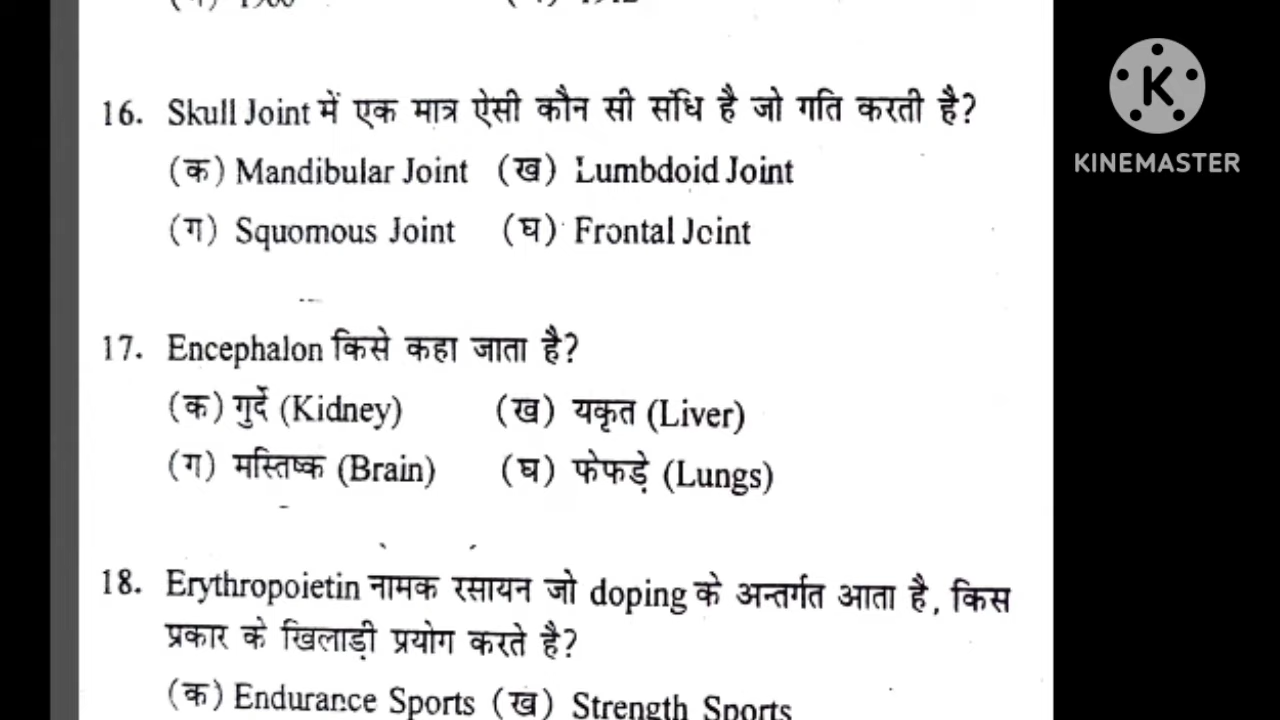 16. Skull Joint में एक मात्र ऐसी कौन सी संधि है जो गति करती है?
(क) Mandibular Joint (ख) Lumbdoid Joint
(ग) Squomous Joint (घ) Frontal Joint
17. Encephalon किसे कहा जाता है?
(क) गुर्दे (Kidney) (ख) यकृत (Liver)
(ग) मस्तिष्क (Brain) (घ) फेफड़े (Lungs)
18. Erythropoietin नामक रसायन जो doping के अन्तर्गत आता है, किस
प्रकार के खिलाड़ी प्रयोग करते है?
(क) Endurance Sports (ख) Strength Sports
K
KINEMASTER